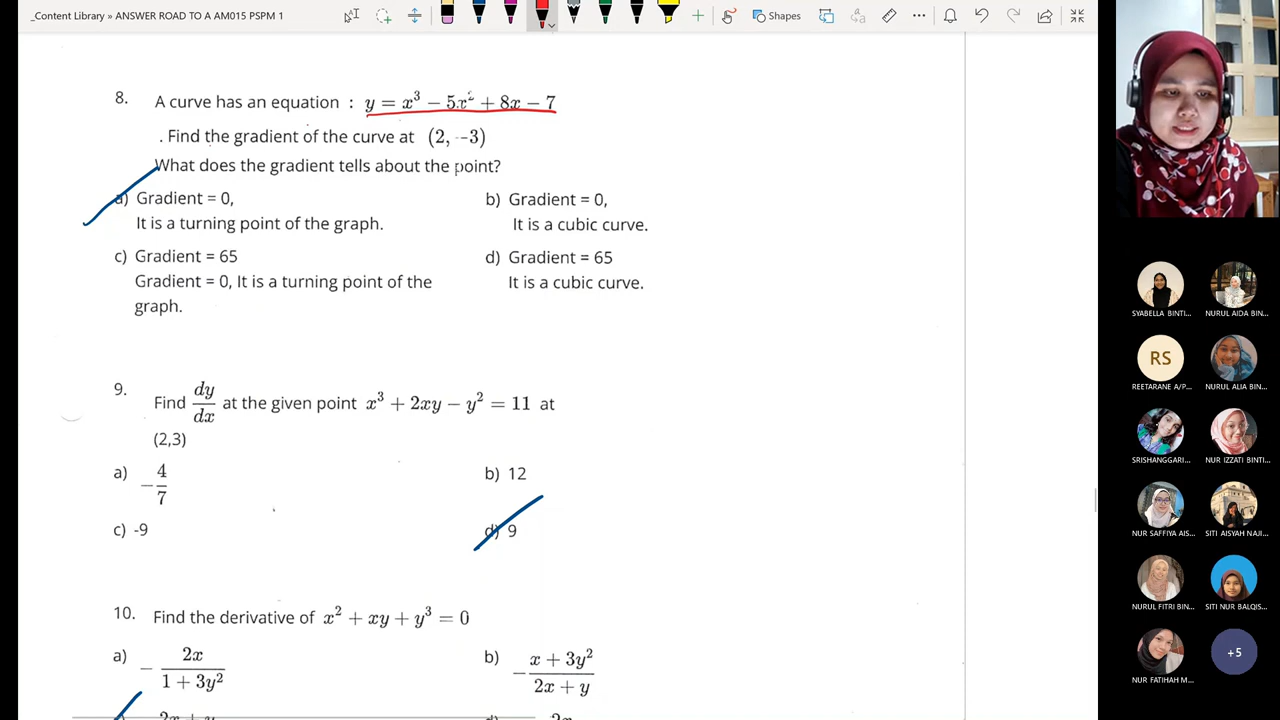 _Content Library » ANSWER ROAD TO A AM015 PSPM 1
Shapes
8. A curve has an equation : y = x³ − 5x² + 8x − 7
. Find the gradient of the curve at (2, -3)
What does the gradient tells about the point?
a) Gradient = 0,
It is a turning point of the graph.
b) Gradient = 0,
It is a cubic curve.
c) Gradient = 65
Gradient = 0, It is a turning point of the
graph.
d) Gradient = 65
It is a cubic curve.
9. Find dy/dx at the given point x³ + 2xy − y² = 11 at
(2,3)
a) −4/7
b) 12
c) -9
d) 9
10. Find the derivative of x² + xy + y³ = 0
a) − 2x / (1 + 3y²)
b) − (x + 3y²) / (2x + y)
SYABELLA BINTI...
NURUL AIDA BIN...
RS
REETARANE A/P...
NURUL ALIA BIN...
SRISHANGGARI...
NUR IZZATI BINTI...
NUR SAFFIYA AIS...
SITI AISYAH NAJI...
NURUL FITRI BIN...
SITI NUR BALQIS...
NUR FATIHAH M...
+5